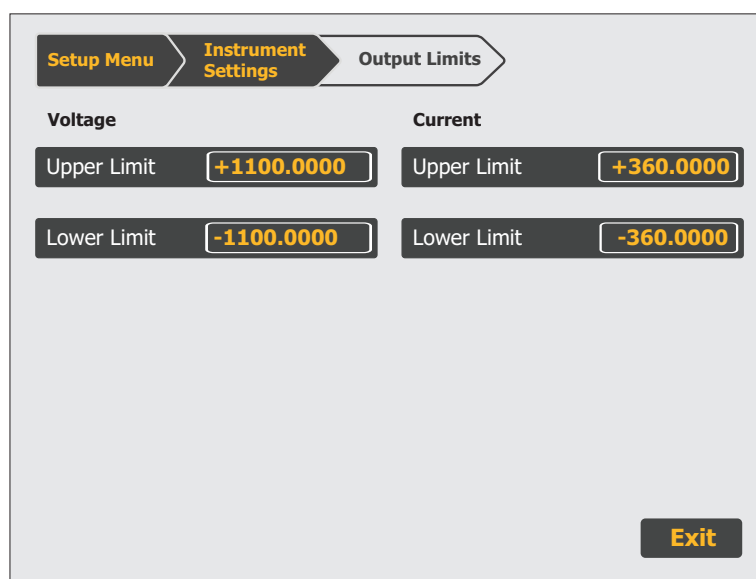 Setup Menu
Instrument
Settings
Output Limits
Voltage
Current
Upper Limit +1100.0000
Upper Limit +360.0000
Lower Limit -1100.0000
Lower Limit -360.0000
Exit